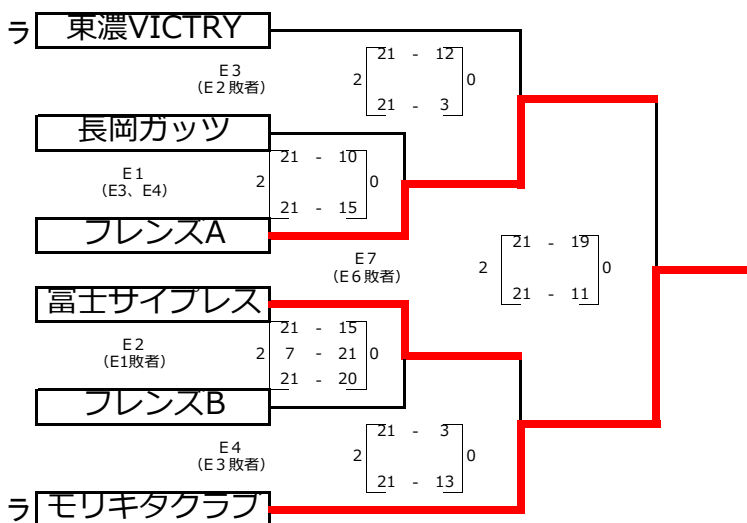 ラ 東濃VICTRY
E3
(E2敗者)
21 - 12
2 0
21 - 3
長岡ガッツ
E1
(E3、E4)
21 - 10
2 0
21 - 15
フレンズA
E7
(E6敗者)
21 - 19
2 0
21 - 11
富士サイプレス
E2
(E1敗者)
21 - 15
2 7 - 21 0
21 - 20
フレンズB
E4
(E3敗者)
21 - 3
2 0
21 - 13
ラ モリキタクラブ